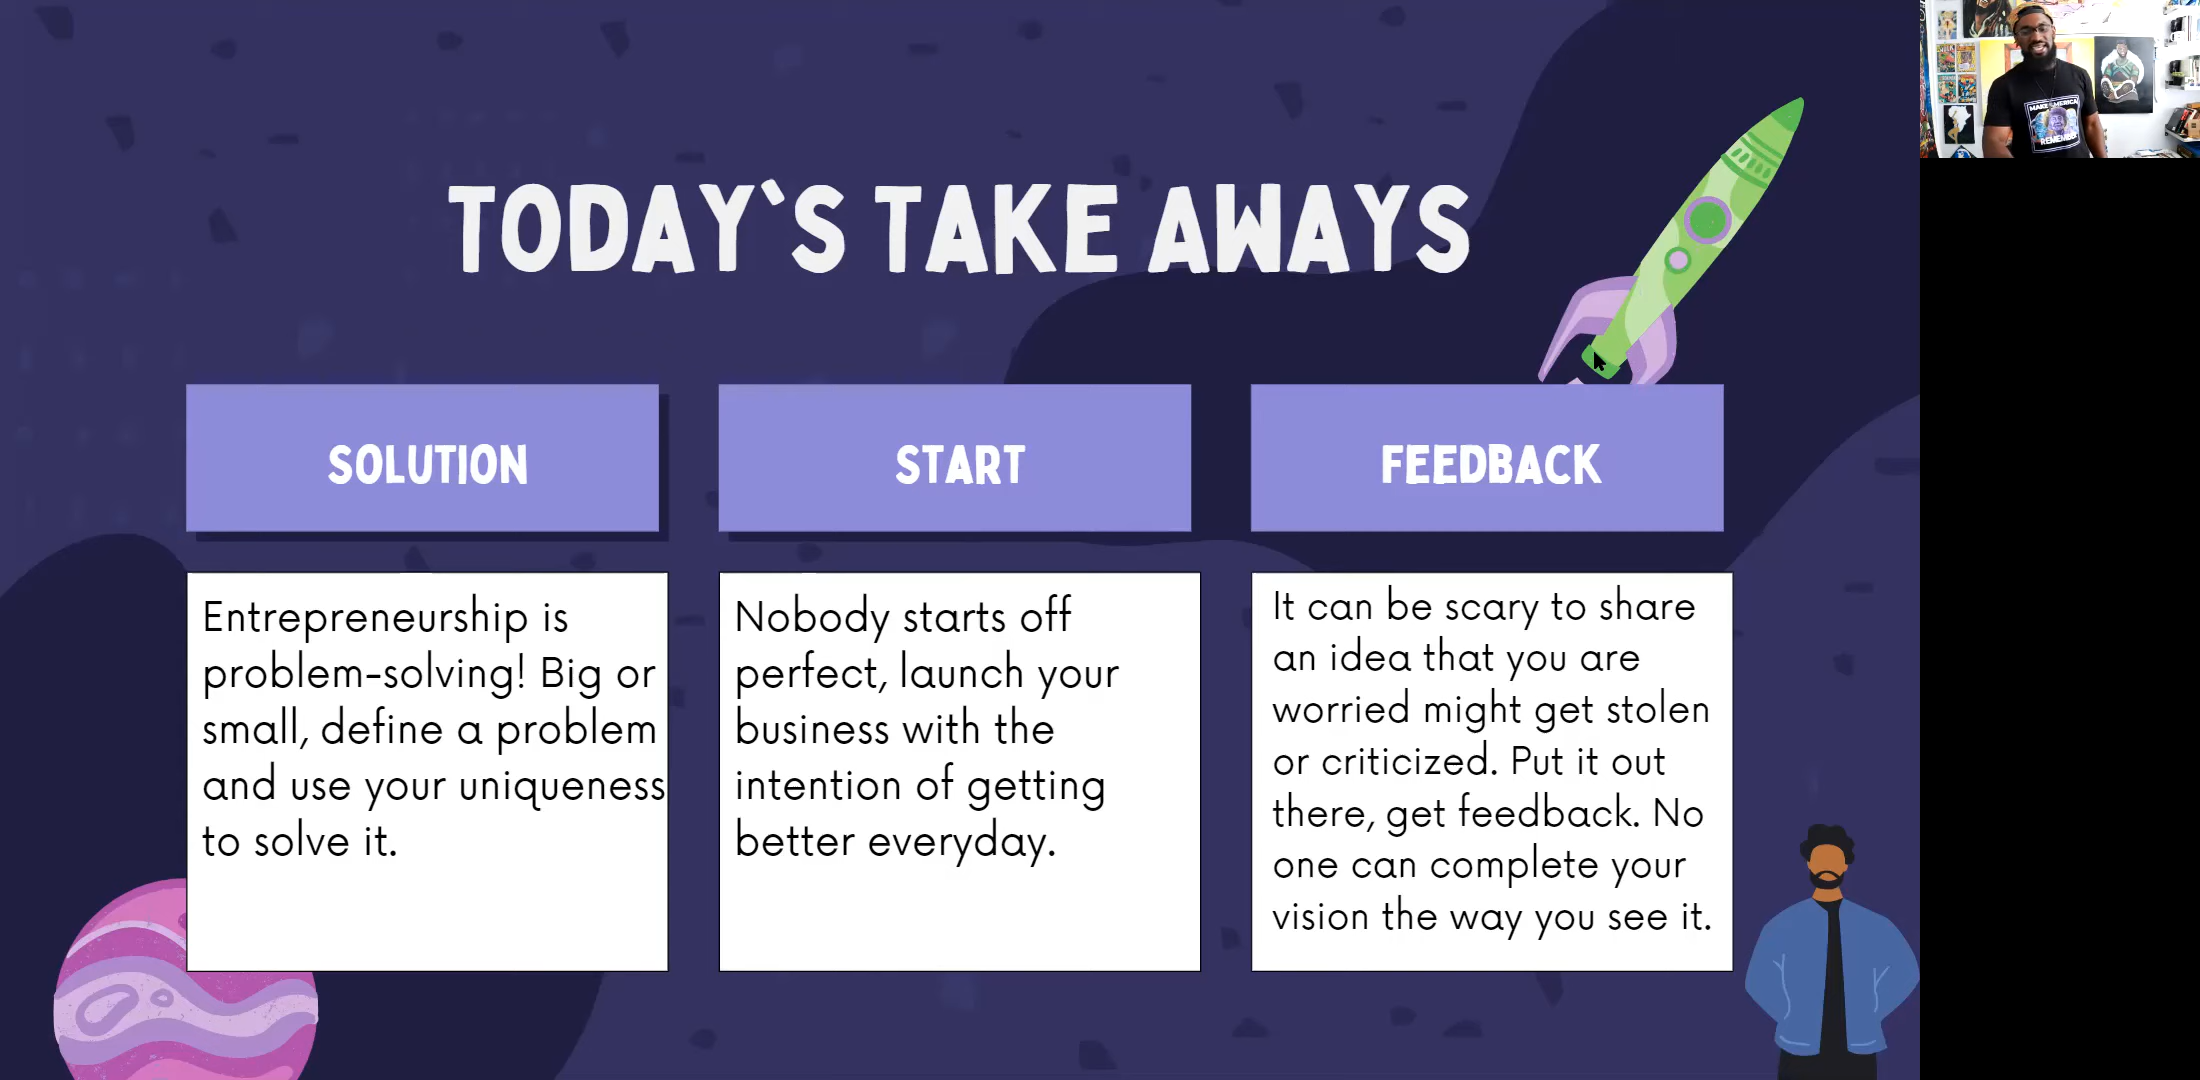 TODAY`S TAKE AWAYS
SOLUTION
START
FEEDBACK
Entrepreneurship is
problem-solving! Big or
small, define a problem
and use your uniqueness
to solve it.
Nobody starts off
perfect, launch your
business with the
intention of getting
better everyday.
It can be scary to share
an idea that you are
worried might get stolen
or criticized. Put it out
there, get feedback. No
one can complete your
vision the way you see it.
MAKE AMERICA
REMEMBER